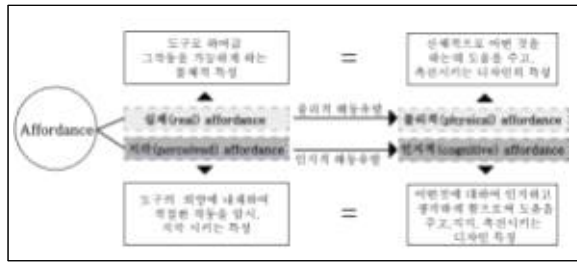 도구로 하여금
그작동을 가능하게 하는
물체적 특성
=
신체적으로 어떤 것을
하는데 도움을 주고,
촉진시키는 디자인의 특성
Affordance
실제(real) affordance
물리적 행동유발
물리적(physical) affordance
지각(perceived) affordance
인지적 행동유발
인지적(cognitive) affordance
도구의 외양에 내재하여
적절한 작동을 암시,
지각 시키는 특성
=
어떤것에 대하여 인지하고
생각하게 함으로써 도움을
주고,지지, 촉진시키는
디자인 특성